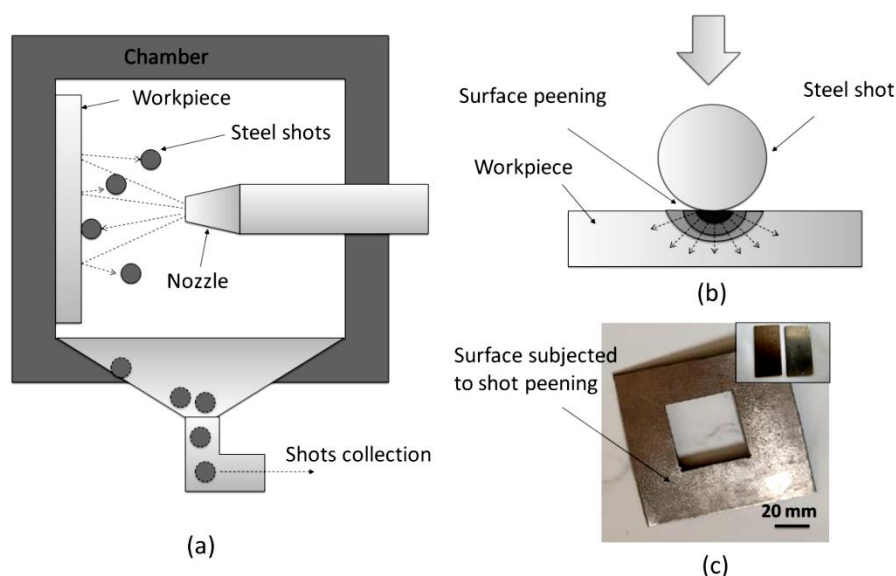 Chamber
Workpiece
Steel shots
Nozzle
Shots collection
(a)
Surface peening
Steel shot
Workpiece
(b)
Surface subjected
to shot peening
20 mm
(c)